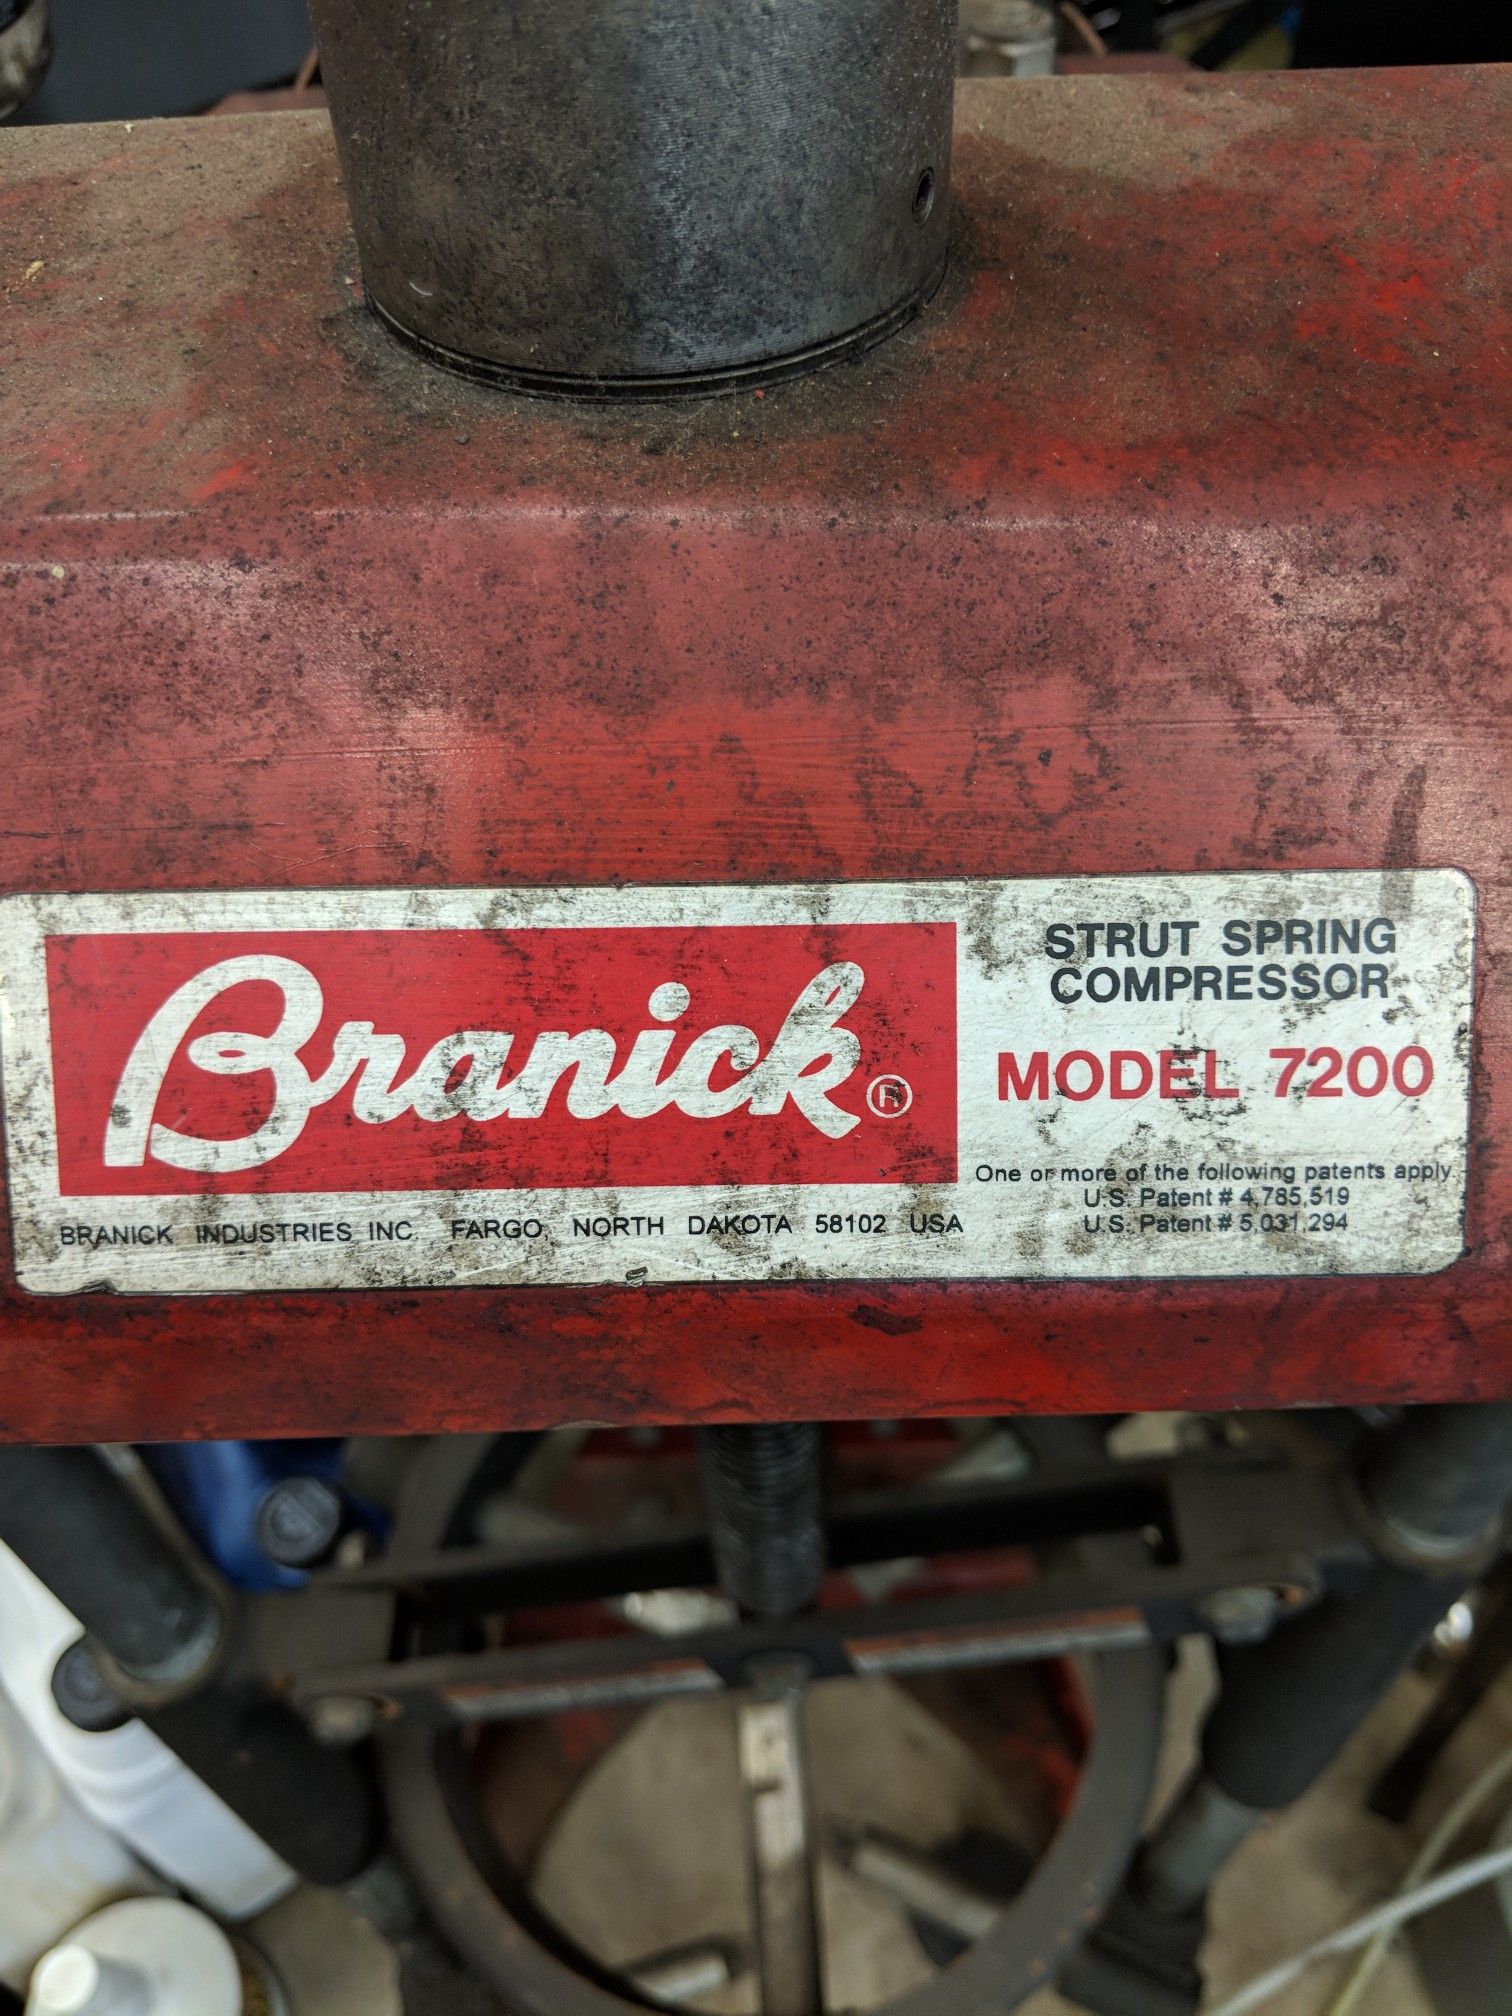 Branick ®
STRUT SPRING
COMPRESSOR
MODEL 7200
One or more of the following patents apply
U.S. Patent # 4,785,519
U.S. Patent # 5,031,294
BRANICK INDUSTRIES INC. FARGO, NORTH DAKOTA 58102 USA